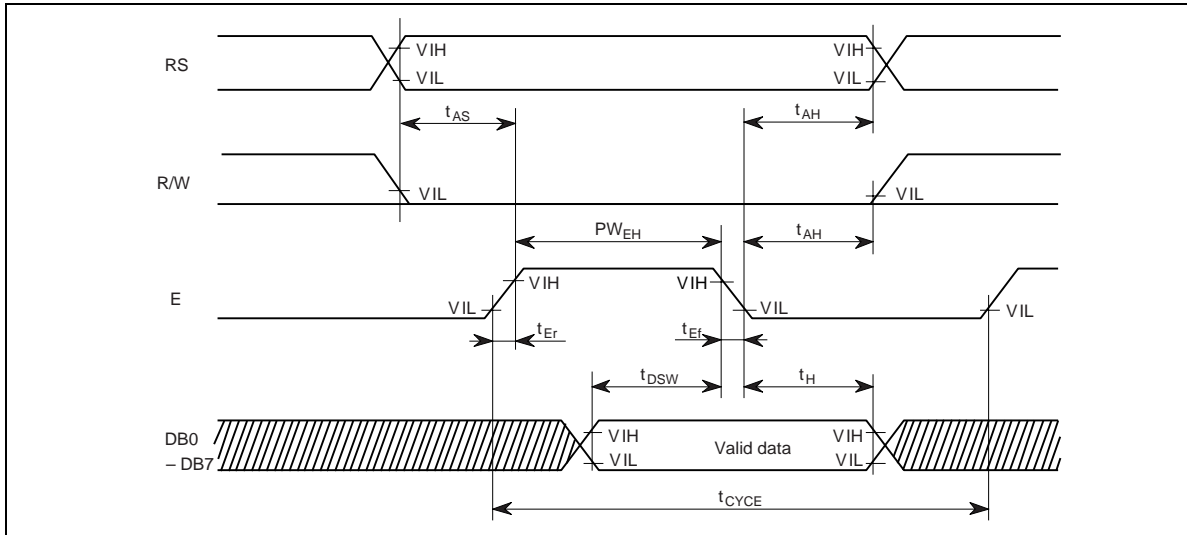 RS
VIH
VIH
VIL
VIL
tAS
tAH
R/W
VIL
VIL
PWEH
tAH
E
VIH
VIH
VIL
VIL
VIL
tEr
tEf
tDSW
tH
DB0
– DB7
VIH
VIL
Valid data
VIH
VIL
tCYCE